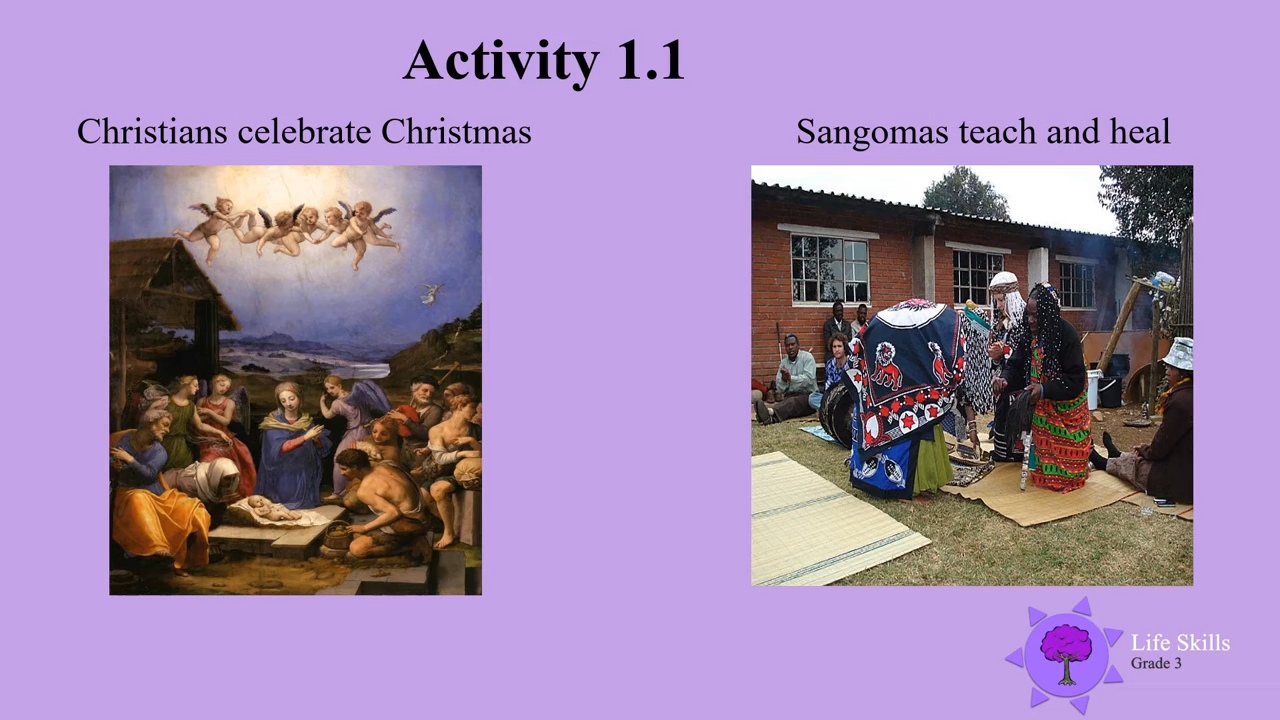 Activity 1.1
Christians celebrate Christmas
Sangomas teach and heal
Life Skills
Grade 3